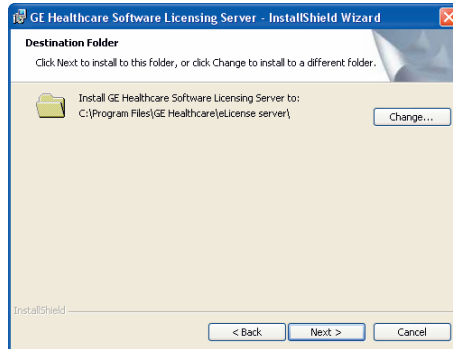 GE Healthcare Software Licensing Server - InstallShield Wizard
Destination Folder
Click Next to install to this folder, or click Change to install to a different folder.
Install GE Healthcare Software Licensing Server to:
C:\Program Files\GE Healthcare\eLicense server\
Change...
InstallShield
< Back
Next >
Cancel